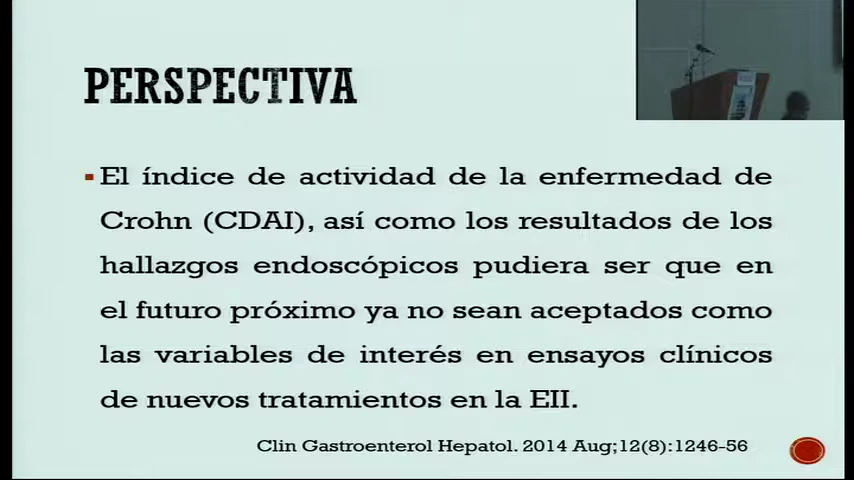 PERSPECTIVA
El índice de actividad de la enfermedad de
Crohn (CDAI), así como los resultados de los
hallazgos endoscópicos pudiera ser que en
el futuro próximo ya no sean aceptados como
las variables de interés en ensayos clínicos
de nuevos tratamientos en la EII.
Clin Gastroenterol Hepatol. 2014 Aug;12(8):1246-56